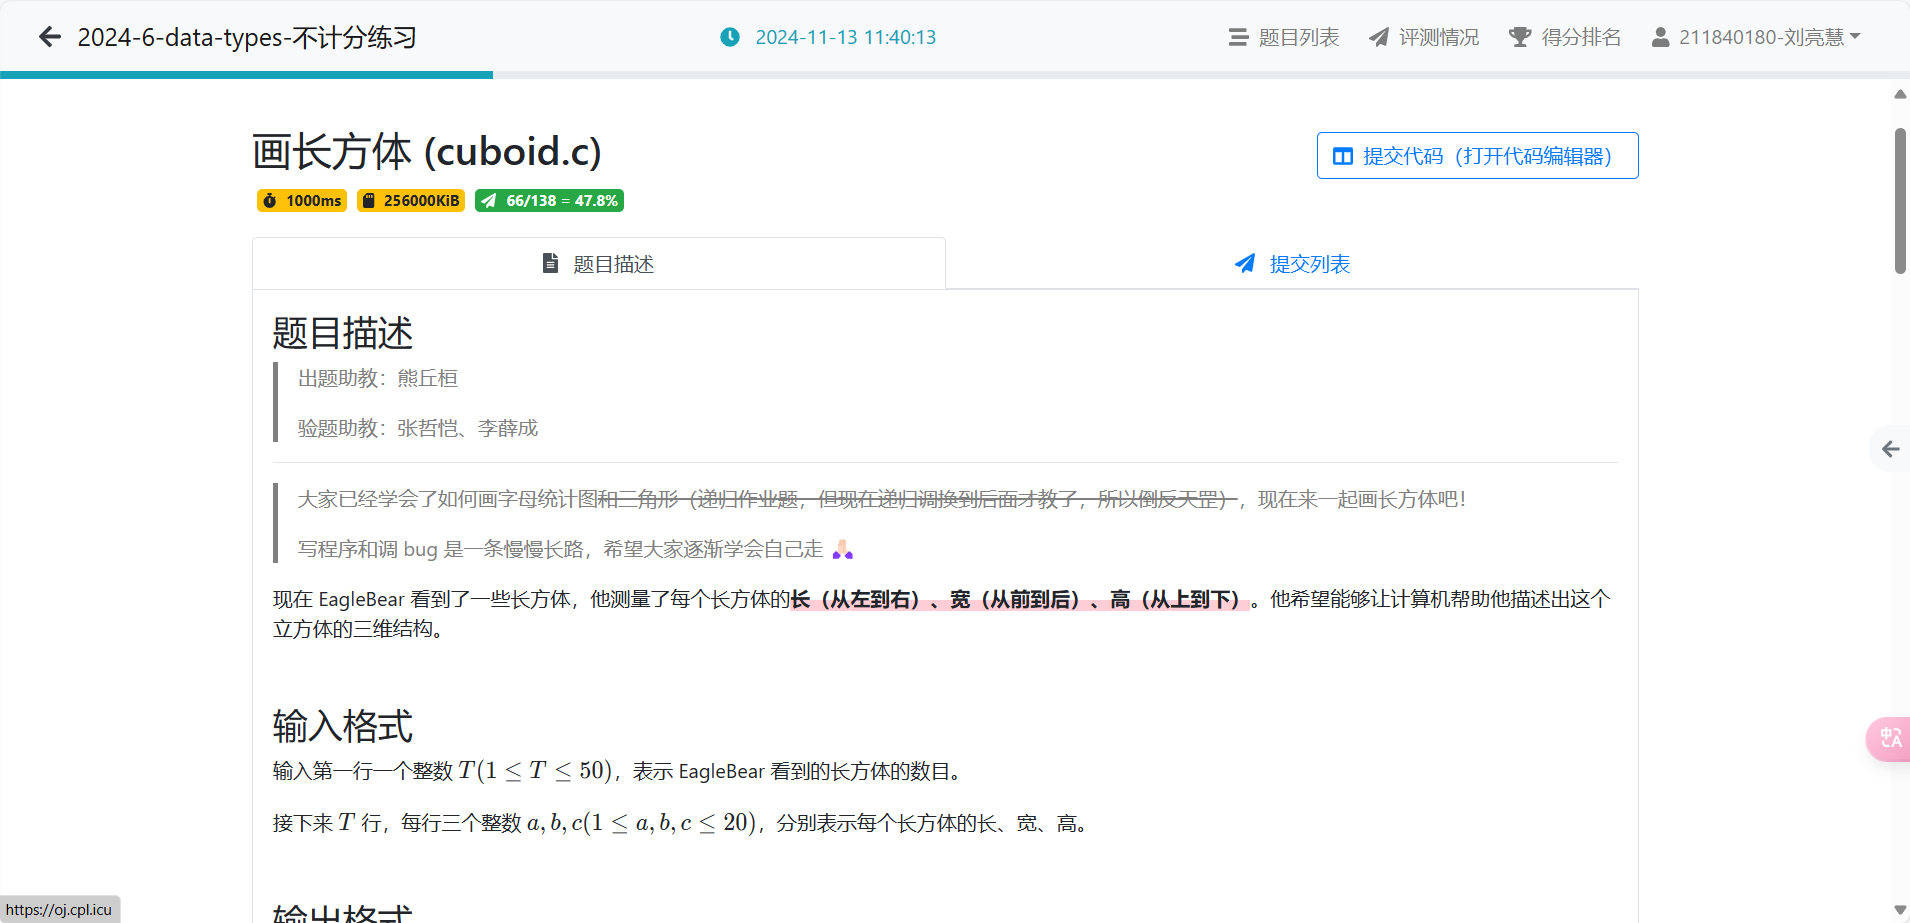 2024-6-data-types-不计分练习
2024-11-13 11:40:13
题目列表
评测情况
得分排名
211840180-刘亮慧
画长方体 (cuboid.c)
提交代码（打开代码编辑器）
1000ms
256000KiB
66/138 = 47.8%
题目描述
提交列表
题目描述
出题助教：熊丘桓
验题助教：张哲恺、李薛成
大家已经学会了如何画字母统计图和三角形（递归作业题，但现在递归调换到后面才教了，所以倒反天罡），现在来一起画长方体吧！
写程序和调 bug 是一条慢慢长路，希望大家逐渐学会自己走 🙏🏻
现在 EagleBear 看到了一些长方体，他测量了每个长方体的长（从左到右）、宽（从前到后）、高（从上到下）。他希望能够让计算机帮助他描述出这个
立方体的三维结构。
输入格式
输入第一行一个整数 T(1 ≤ T ≤ 50)，表示 EagleBear 看到的长方体的数目。
接下来 T 行，每行三个整数 a, b, c(1 ≤ a, b, c ≤ 20)，分别表示每个长方体的长、宽、高。
输出格式
https://oj.cpl.icu
中A